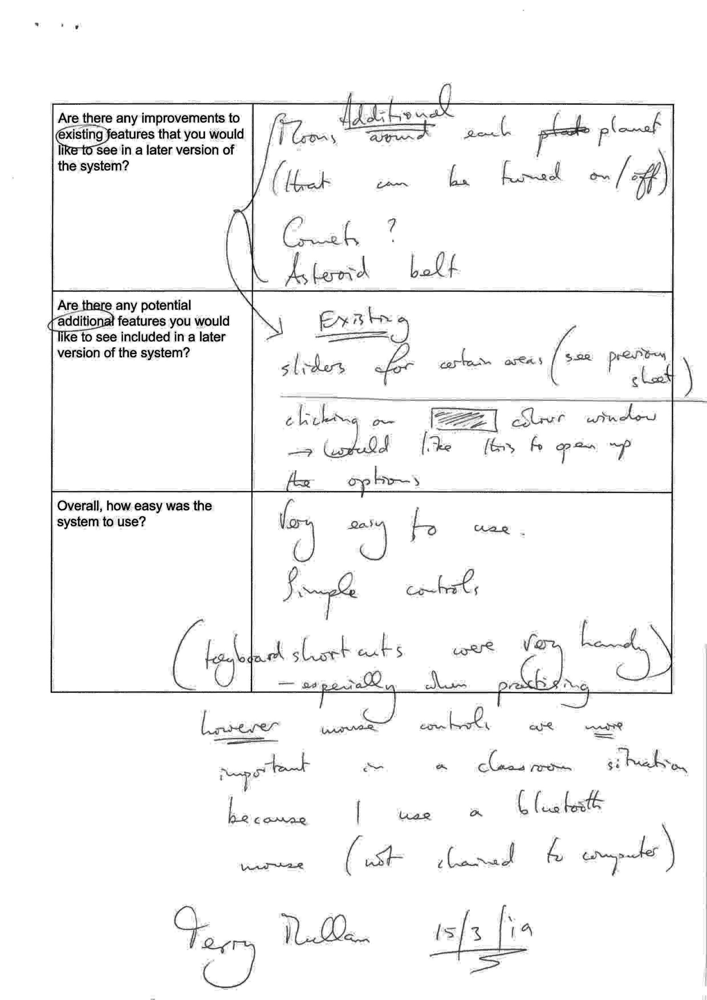 Are there any improvements to
existing features that you would
like to see in a later version of
the system?
Additional
Moons around each planet
(that can be turned on/off)
Comets ?
Asteroid belt
Are there any potential
additional features you would
like to see included in a later
version of the system?
Existing
sliders for certain areas (see previous
sheet)
clicking on colour window
→ would like this to open up
the options
Overall, how easy was the
system to use?
Very easy to use.
Simple controls
(keyboard shortcuts were very handy)
- especially when practising
however mouse controls are more
important in a classroom situation
because I use a bluetooth
mouse (not chained to computer)
Terry Mullan 15/3/19